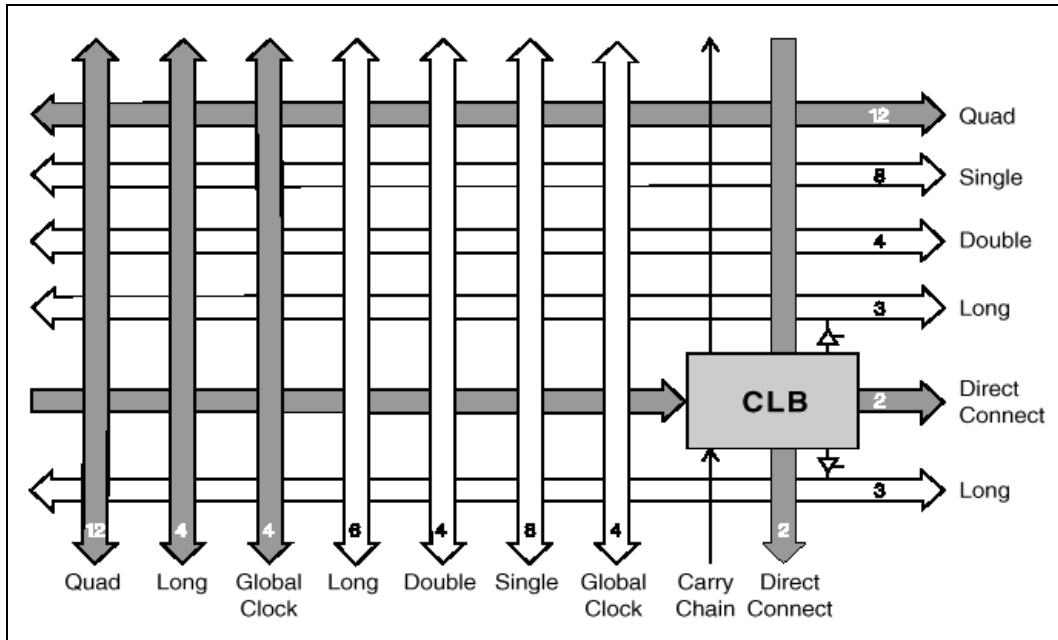 12
Quad
8
Single
4
Double
3
Long
CLB
2
Direct
Connect
3
Long
12
4
4
6
4
8
4
2
Quad
Long
Global
Clock
Long
Double
Single
Global
Clock
Carry
Chain
Direct
Connect